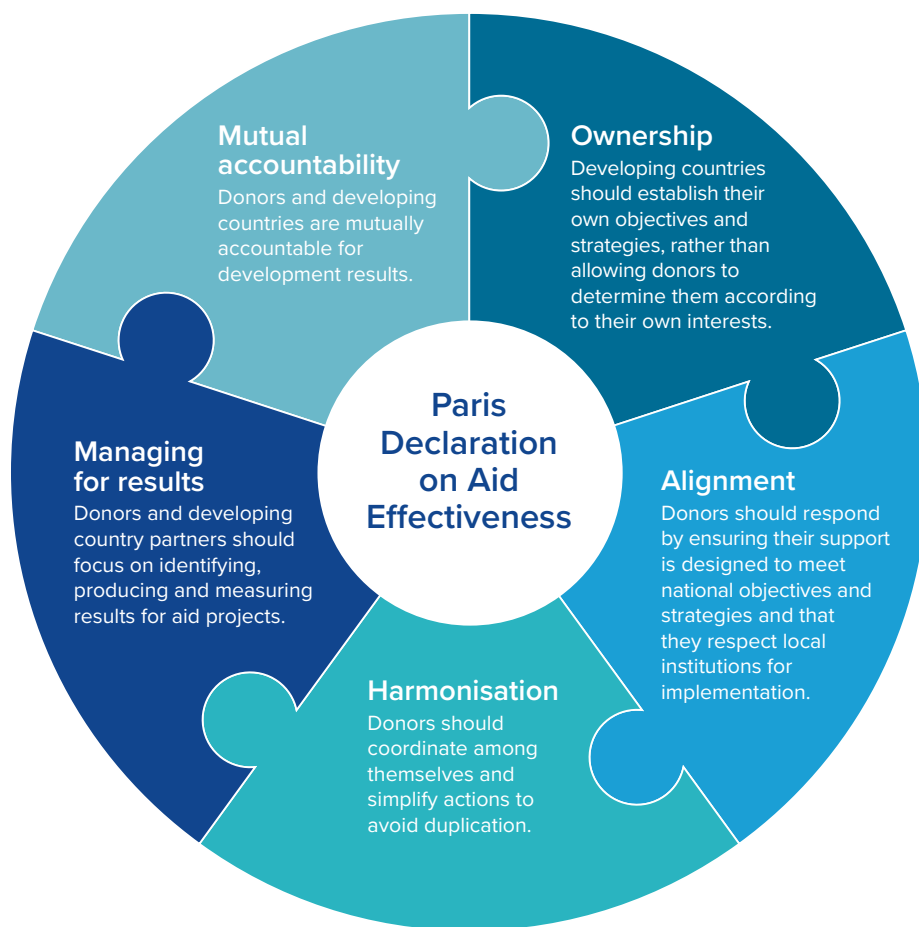 Paris
Declaration
on Aid
Effectiveness
Ownership
Developing countries
should establish their
own objectives and
strategies, rather than
allowing donors to
determine them according
to their own interests.
Alignment
Donors should respond
by ensuring their support
is designed to meet
national objectives and
strategies and that
they respect local
institutions for
implementation.
Harmonisation
Donors should
coordinate among
themselves and
simplify actions to
avoid duplication.
Managing
for results
Donors and developing
country partners should
focus on identifying,
producing and measuring
results for aid projects.
Mutual
accountability
Donors and developing
countries are mutually
accountable for
development results.